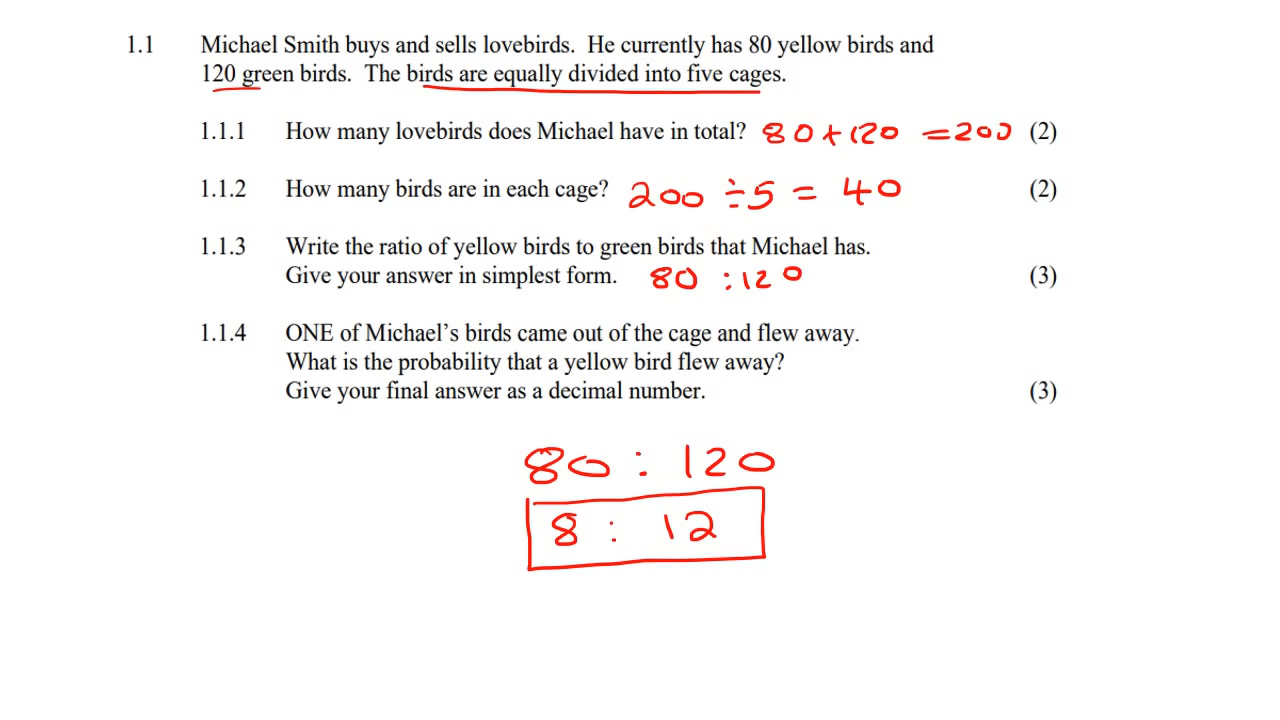 1.1 Michael Smith buys and sells lovebirds. He currently has 80 yellow birds and
120 green birds. The birds are equally divided into five cages.
1.1.1 How many lovebirds does Michael have in total? 80+120 =200 (2)
1.1.2 How many birds are in each cage? 200 ÷5 = 40 (2)
1.1.3 Write the ratio of yellow birds to green birds that Michael has.
Give your answer in simplest form. 80 :120 (3)
1.1.4 ONE of Michael's birds came out of the cage and flew away.
What is the probability that a yellow bird flew away?
Give your final answer as a decimal number. (3)
80 : 120
8 : 12